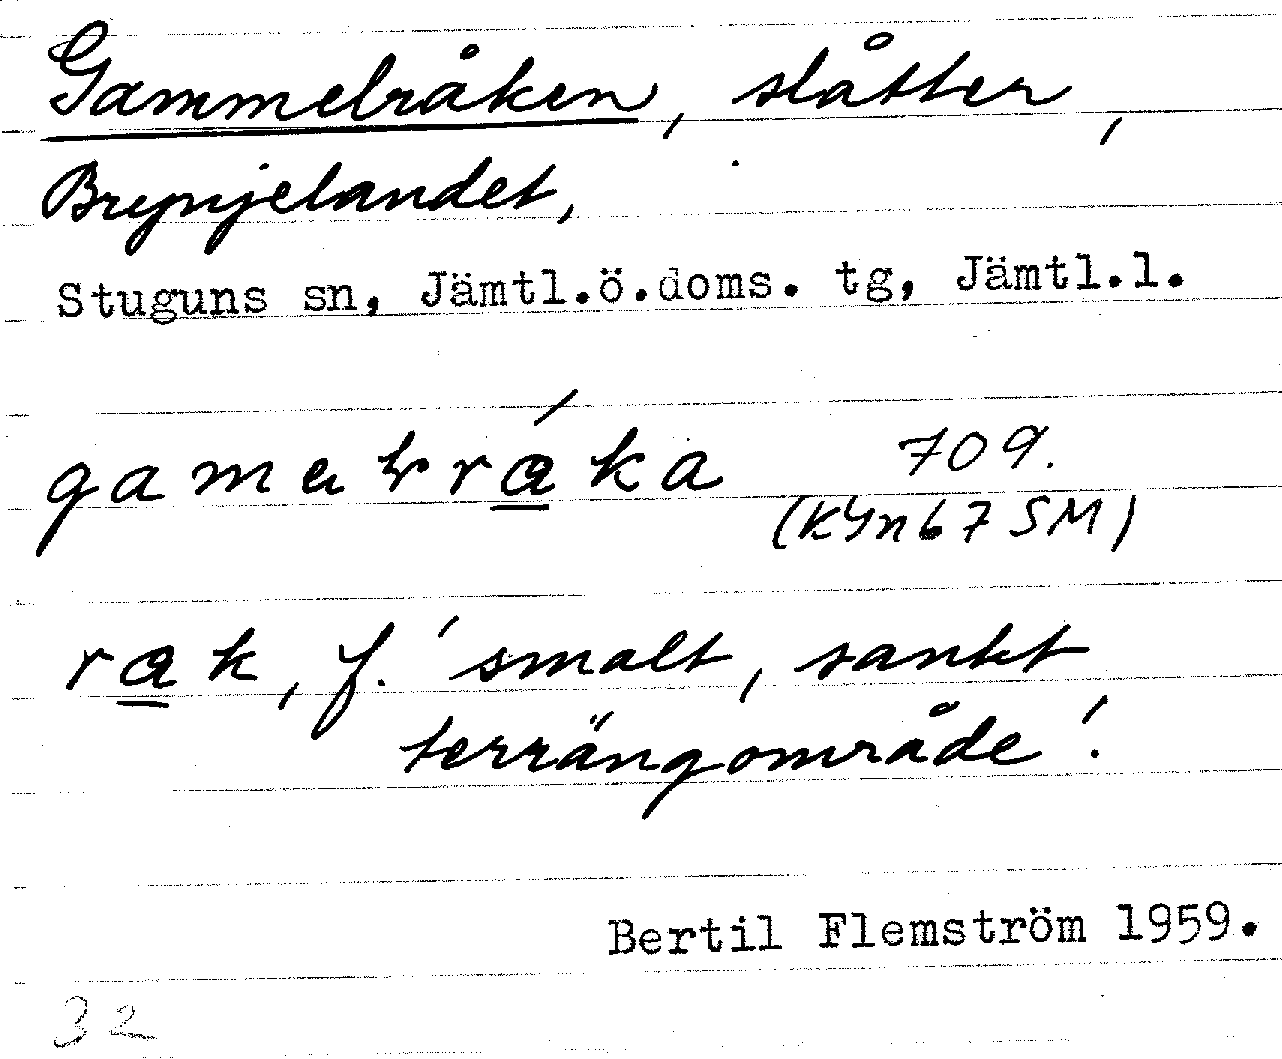 Gammelråken, slåtter,
Brynjelandet,
Stuguns sn, Jämtl.ö.doms. tg, Jämtl.l.
709.
(KYn67SM)
rak, f. 'smalt, sankt
terrängområde'.
Bertil Flemström 1959.
32